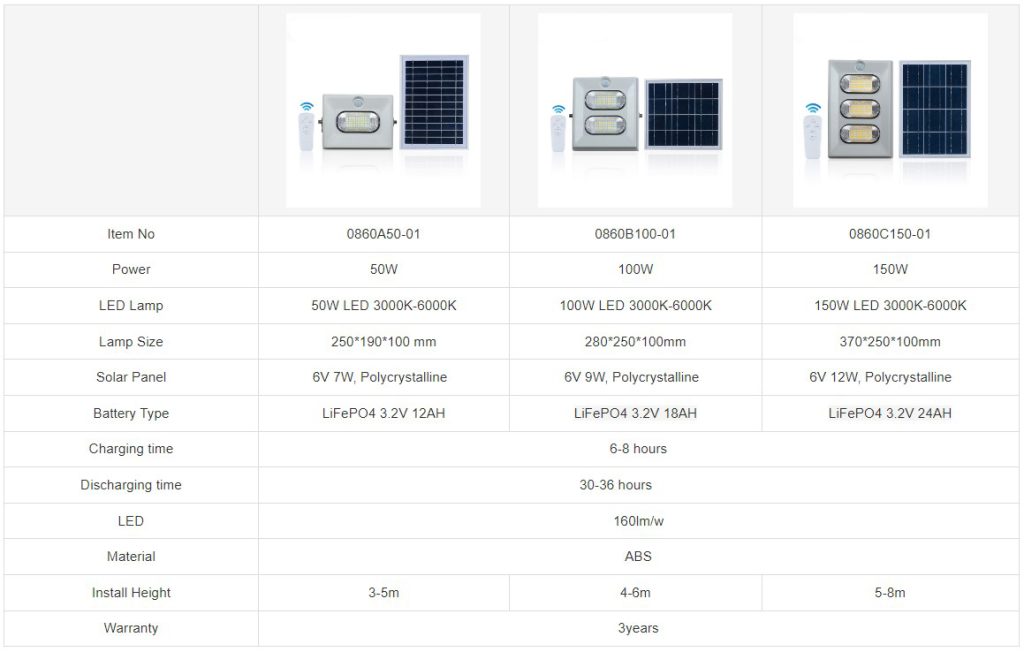 Item No 0860A50-01 0860B100-01 0860C150-01
Power 50W 100W 150W
LED Lamp 50W LED 3000K-6000K 100W LED 3000K-6000K 150W LED 3000K-6000K
Lamp Size 250*190*100 mm 280*250*100mm 370*250*100mm
Solar Panel 6V 7W, Polycrystalline 6V 9W, Polycrystalline 6V 12W, Polycrystalline
Battery Type LiFePO4 3.2V 12AH LiFePO4 3.2V 18AH LiFePO4 3.2V 24AH
Charging time 6-8 hours
Discharging time 30-36 hours
LED 160lm/w
Material ABS
Install Height 3-5m 4-6m 5-8m
Warranty 3years